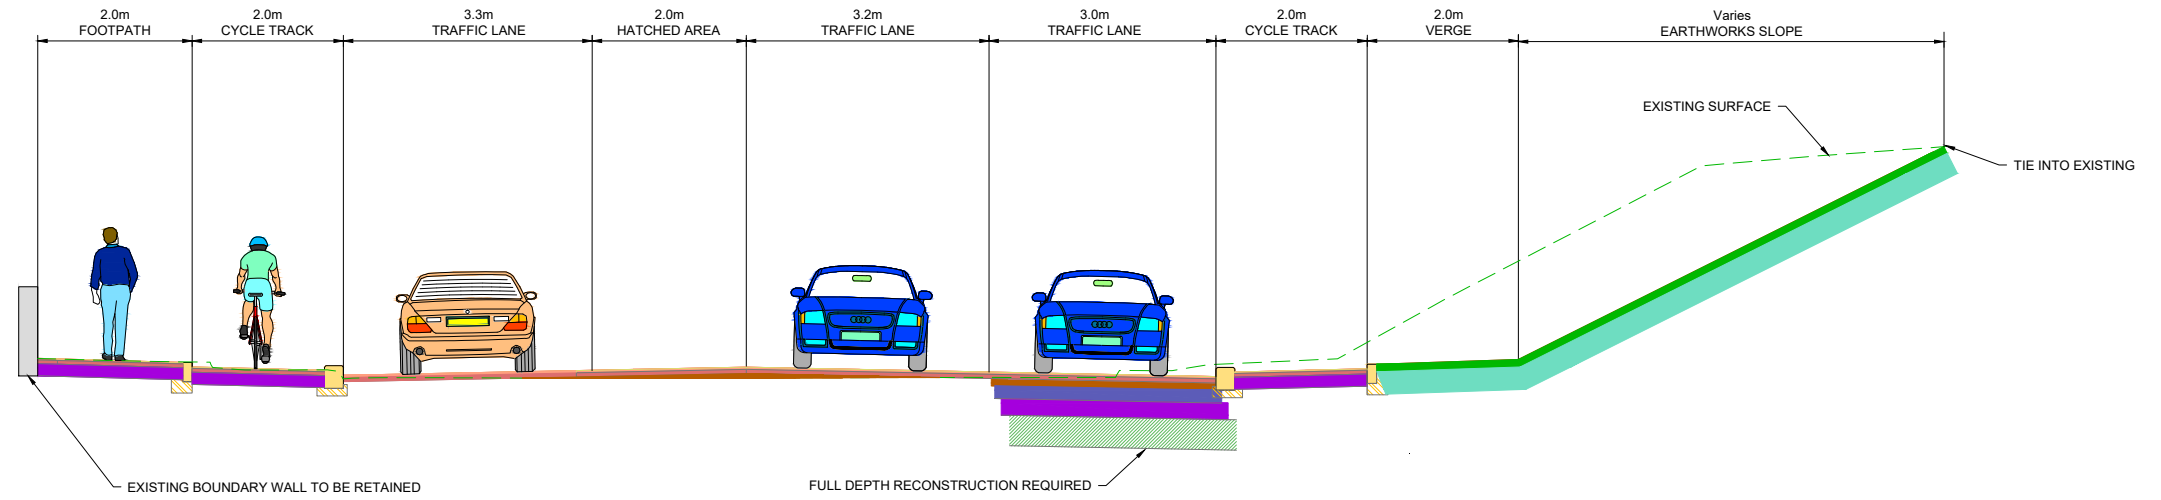 2.0m
FOOTPATH
2.0m
CYCLE TRACK
3.3m
TRAFFIC LANE
2.0m
HATCHED AREA
3.2m
TRAFFIC LANE
3.0m
TRAFFIC LANE
2.0m
CYCLE TRACK
2.0m
VERGE
Varies
EARTHWORKS SLOPE
EXISTING SURFACE
TIE INTO EXISTING
EXISTING BOUNDARY WALL TO BE RETAINED
FULL DEPTH RECONSTRUCTION REQUIRED